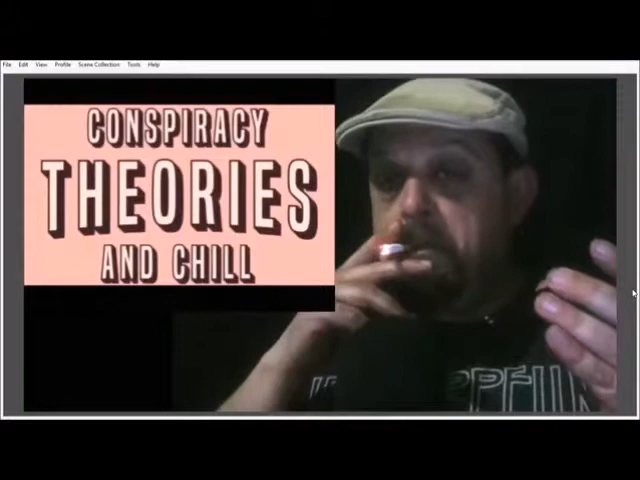 File Edit View Profile Scene Collection Tools Help
CONSPIRACY
THEORIES
AND CHILL